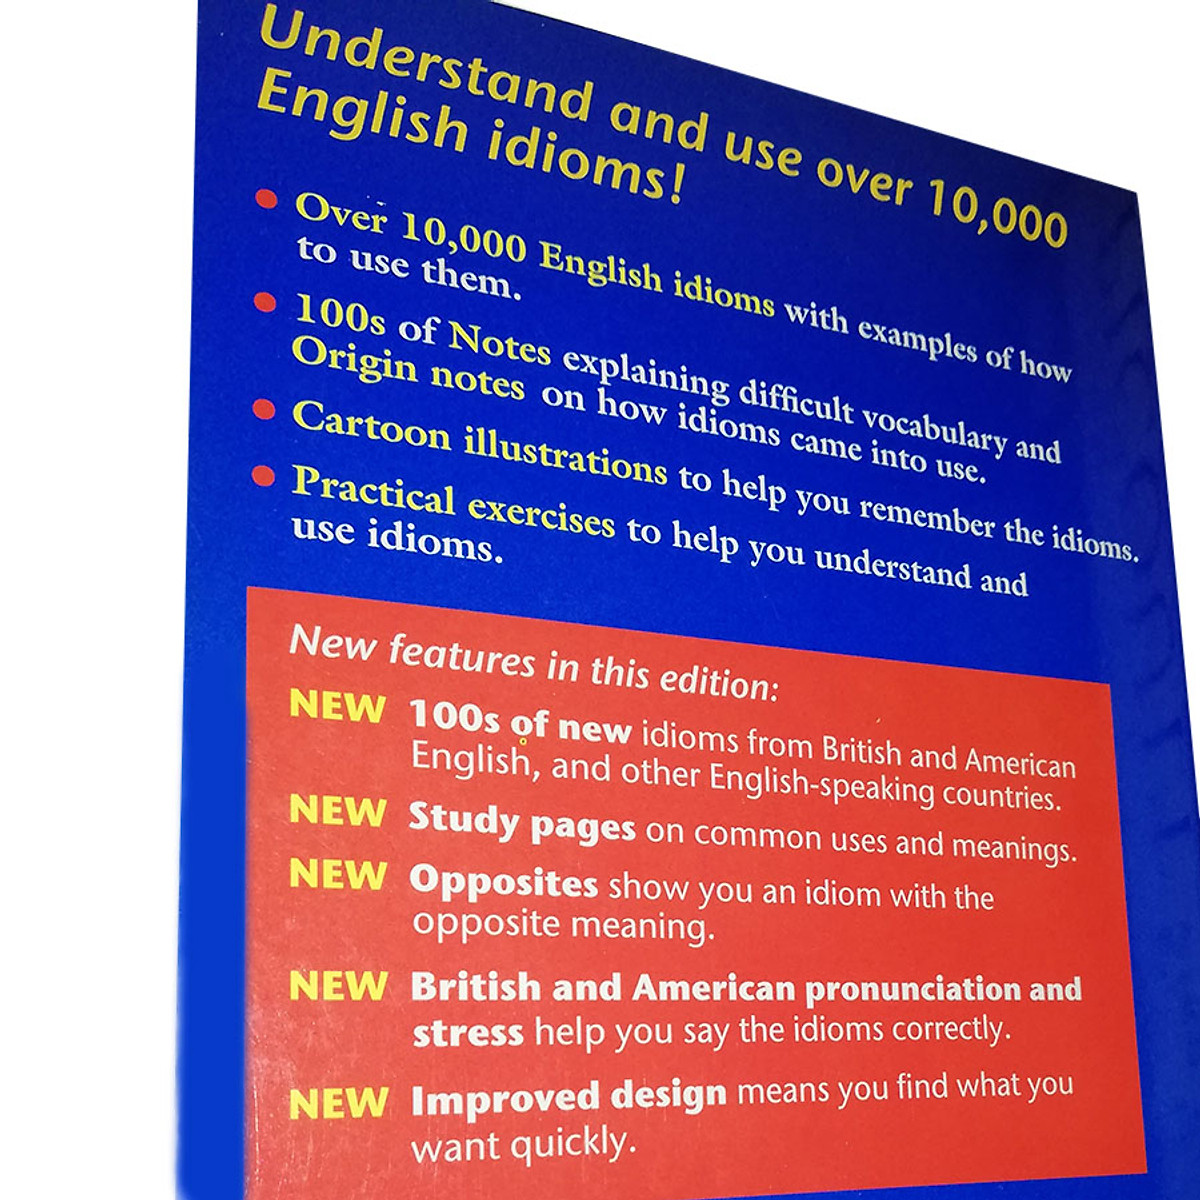 Understand and use over 10,000
English idioms!
• Over 10,000 English idioms with examples of how
to use them.
• 100s of Notes explaining difficult vocabulary and
Origin notes on how idioms came into use.
• Cartoon illustrations to help you remember the idioms.
• Practical exercises to help you understand and
use idioms.
New features in this edition:
NEW 100s of new idioms from British and American
English, and other English-speaking countries.
NEW Study pages on common uses and meanings.
NEW Opposites show you an idiom with the
opposite meaning.
NEW British and American pronunciation and
stress help you say the idioms correctly.
NEW Improved design means you find what you
want quickly.